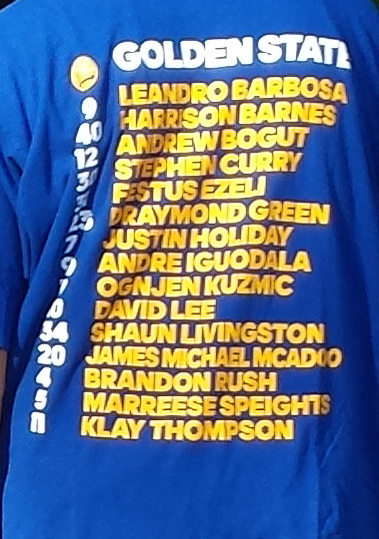 GOLDEN STATE
LEANDRO BARBOSA
40 HARRISON BARNES
12 ANDREW BOGUT
STEPHEN CURRY
FESTUS EZELI
DRAYMOND GREEN
7 JUSTIN HOLIDAY
9 ANDRE IGUODALA
OGNJEN KUZMIC
DAVID LEE
34 SHAUN LIVINGSTON
20 JAMES MICHAEL MCADOO
4 BRANDON RUSH
5 MARREESE SPEIGHTS
11 KLAY THOMPSON